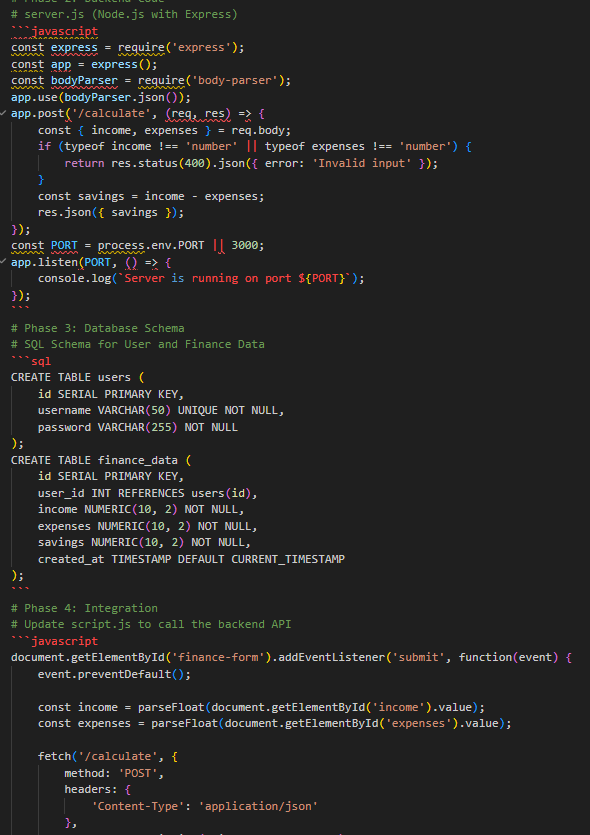 # Phase 2: Backend Code
# server.js (Node.js with Express)
```javascript
const express = require('express');
const app = express();
const bodyParser = require('body-parser');
app.use(bodyParser.json());
app.post('/calculate', (req, res) => {
    const { income, expenses } = req.body;
    if (typeof income !== 'number' || typeof expenses !== 'number') {
        return res.status(400).json({ error: 'Invalid input' });
    }
    const savings = income - expenses;
    res.json({ savings });
});
const PORT = process.env.PORT || 3000;
app.listen(PORT, () => {
    console.log(`Server is running on port ${PORT}`);
});
```
# Phase 3: Database Schema
# SQL Schema for User and Finance Data
```sql
CREATE TABLE users (
    id SERIAL PRIMARY KEY,
    username VARCHAR(50) UNIQUE NOT NULL,
    password VARCHAR(255) NOT NULL
);
CREATE TABLE finance_data (
    id SERIAL PRIMARY KEY,
    user_id INT REFERENCES users(id),
    income NUMERIC(10, 2) NOT NULL,
    expenses NUMERIC(10, 2) NOT NULL,
    savings NUMERIC(10, 2) NOT NULL,
    created_at TIMESTAMP DEFAULT CURRENT_TIMESTAMP
);
```
# Phase 4: Integration
# Update script.js to call the backend API
```javascript
document.getElementById('finance-form').addEventListener('submit', function(event) {
    event.preventDefault();

    const income = parseFloat(document.getElementById('income').value);
    const expenses = parseFloat(document.getElementById('expenses').value);

    fetch('/calculate', {
        method: 'POST',
        headers: {
            'Content-Type': 'application/json'
        },